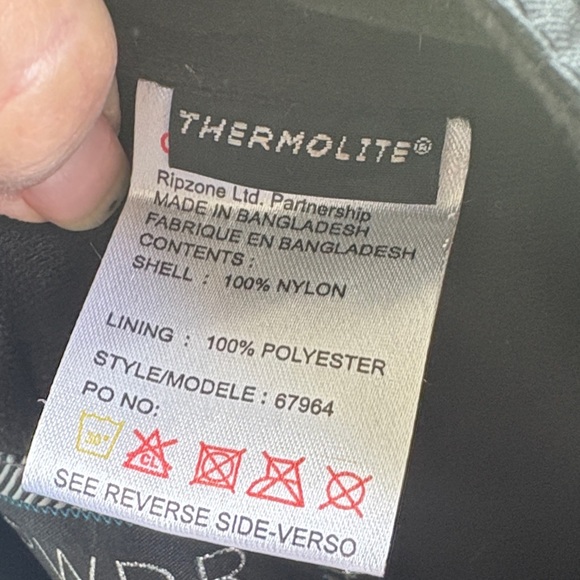 THERMOLITE®
Ripzone Ltd. Partnership
MADE IN BANGLADESH
FABRIQUE EN BANGLADESH
CONTENTS :
SHELL : 100% NYLON
LINING : 100% POLYESTER
STYLE/MODELE : 67964
PO NO:
30°
CL
SEE REVERSE SIDE-VERSO